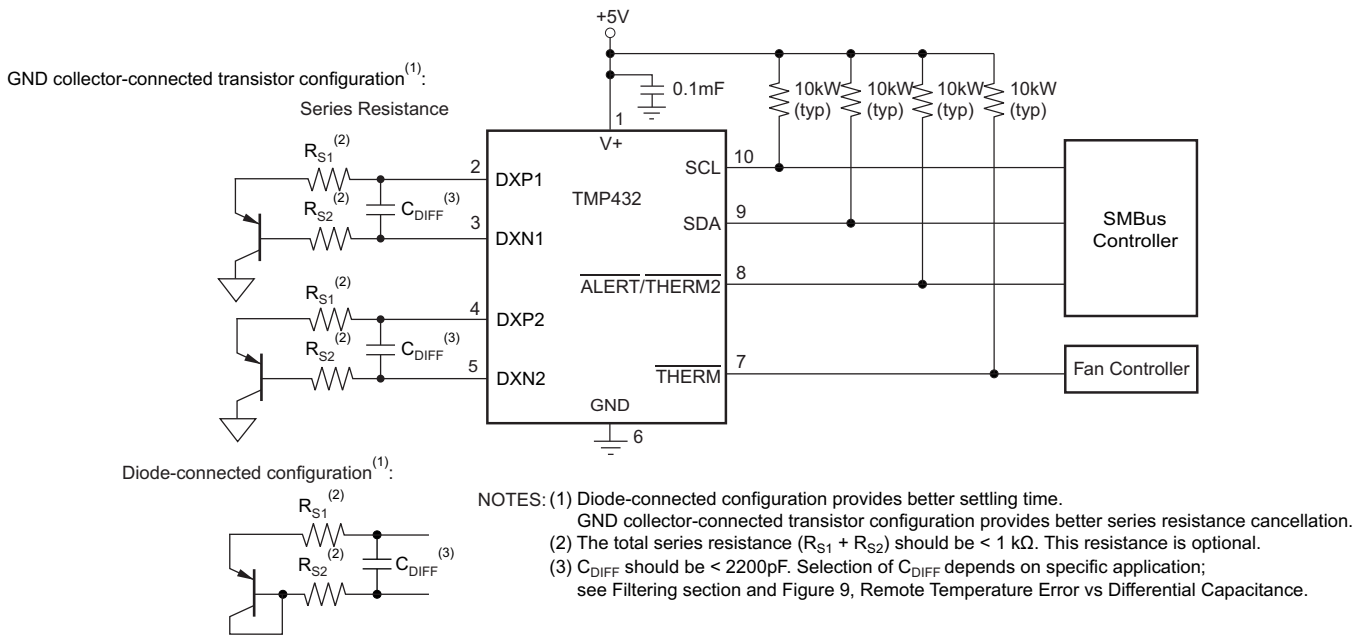 +5V
GND collector-connected transistor configuration(1):
Series Resistance
0.1mF
10kW
(typ)
10kW
(typ)
10kW
(typ)
10kW
(typ)
1
V+
TMP432
RS1(2)
2
DXP1
CDIFF(3)
RS2(2)
3
DXN1
RS1(2)
4
DXP2
CDIFF(3)
RS2(2)
5
DXN2
SCL
10
SDA
9
ALERT/THERM2
8
THERM
7
GND
6
SMBus
Controller
Fan Controller
Diode-connected configuration(1):
RS1(2)
RS2(2)
CDIFF(3)
NOTES: (1) Diode-connected configuration provides better settling time.
GND collector-connected transistor configuration provides better series resistance cancellation.
(2) The total series resistance (RS1 + RS2) should be < 1 kΩ. This resistance is optional.
(3) CDIFF should be < 2200pF. Selection of CDIFF depends on specific application;
see Filtering section and Figure 9, Remote Temperature Error vs Differential Capacitance.